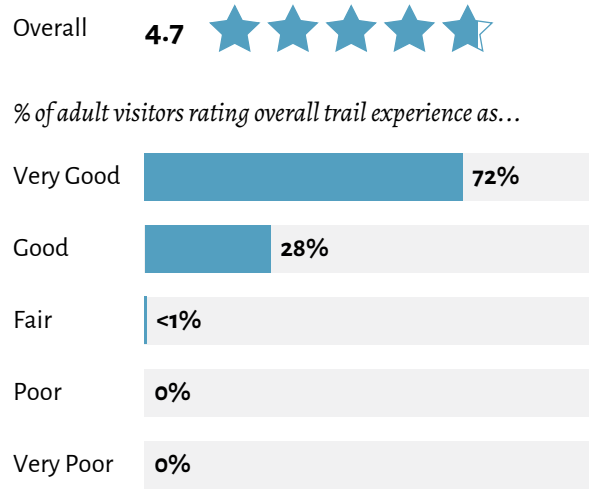 Overall 4.7
% of adult visitors rating overall trail experience as…
Very Good 72%
Good 28%
Fair <1%
Poor 0%
Very Poor 0%